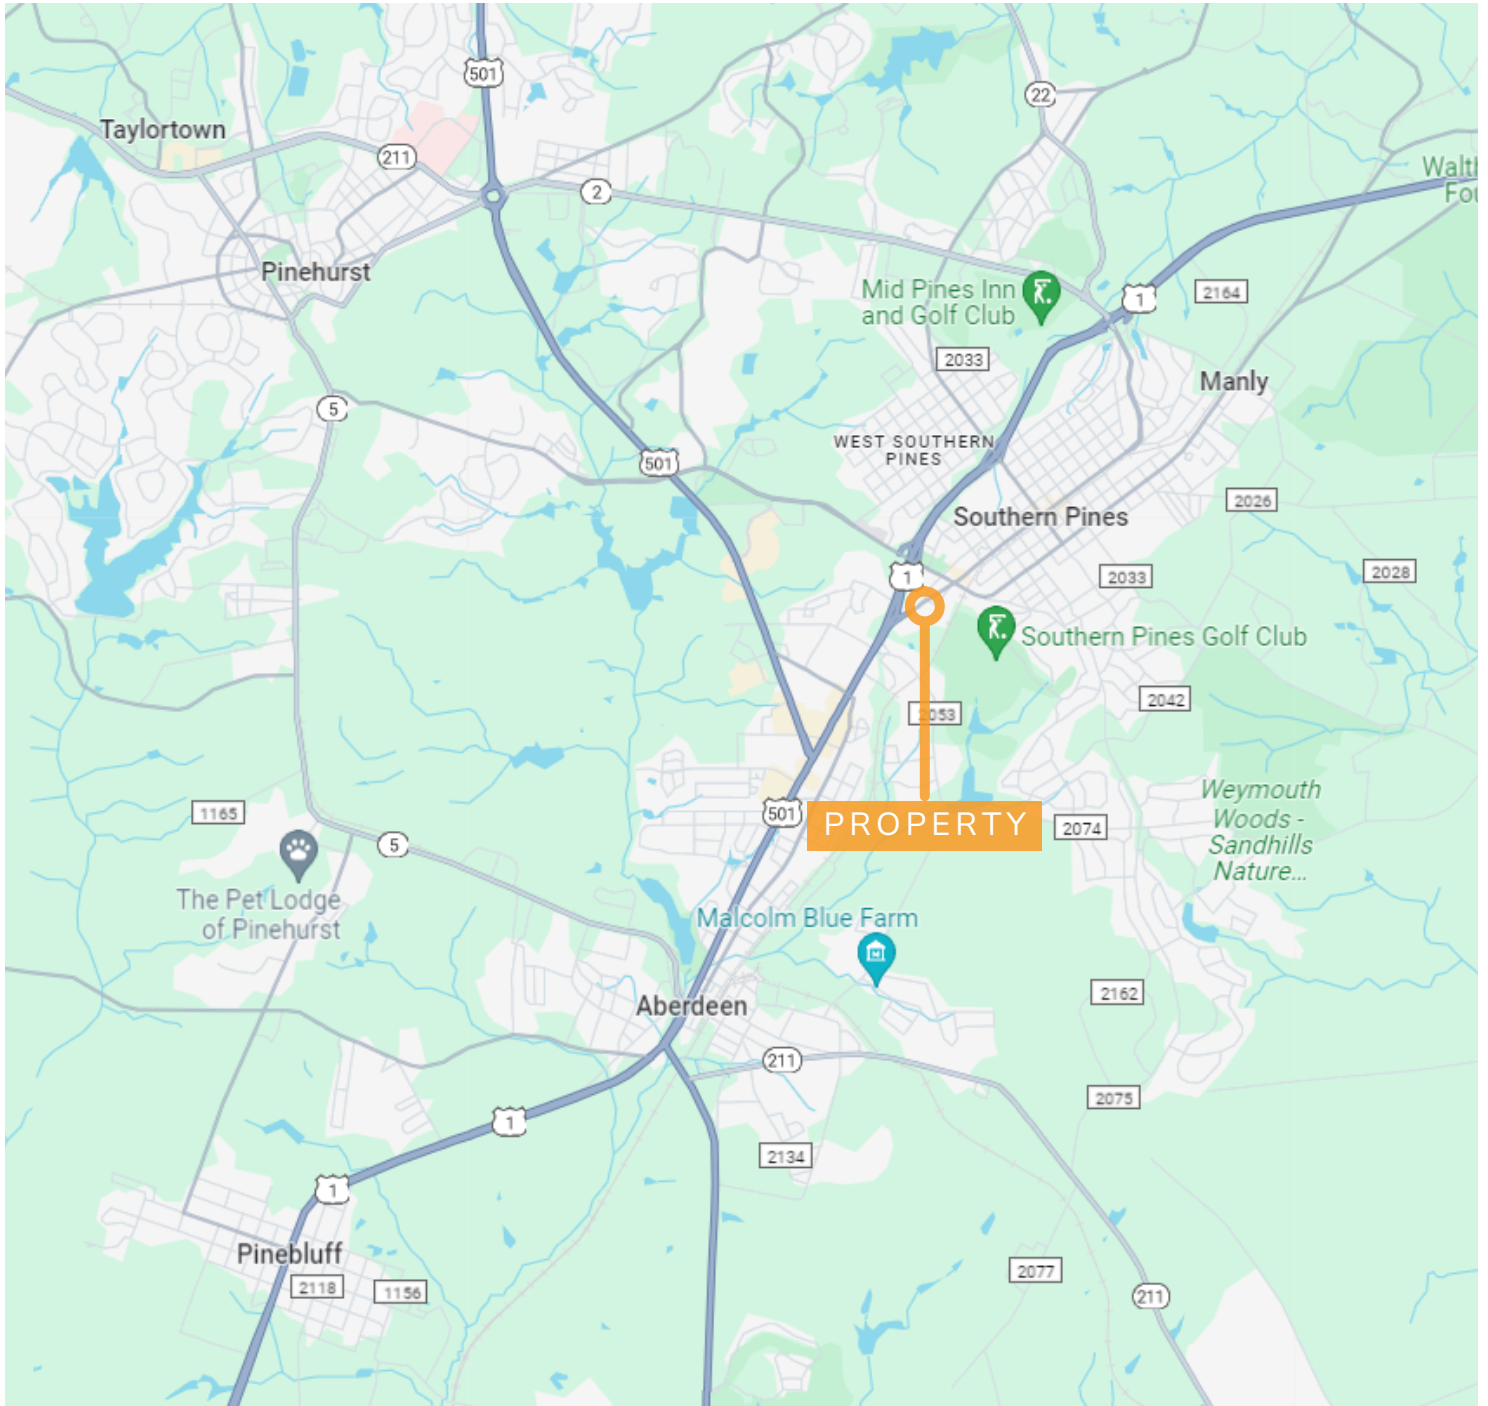 501
22
Taylortown
211
Walth
Fou
2
Pinehurst
Mid Pines Inn
and Golf Club
1
2164
2033
Manly
5
WEST SOUTHERN
PINES
501
2026
Southern Pines
1
2033
2028
Southern Pines Golf Club
2042
2053
Weymouth
Woods -
Sandhills
Nature...
1165
501
PROPERTY
2074
5
The Pet Lodge
of Pinehurst
Malcolm Blue Farm
2162
Aberdeen
211
2075
1
2134
1
Pinebluff
2118
1156
2077
211